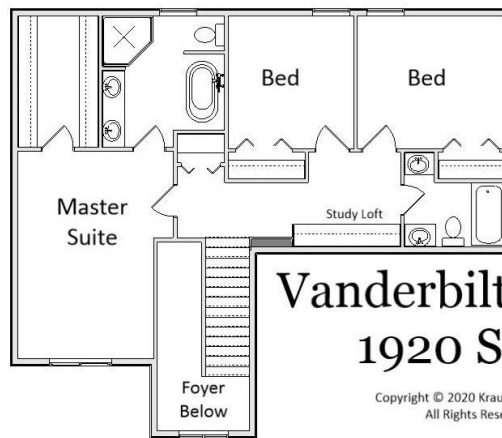 Bed
Bed
Master
Suite
Study Loft
Vanderbilt
1920 S
Foyer
Below
Copyright © 2020 Krau
All Rights Rese